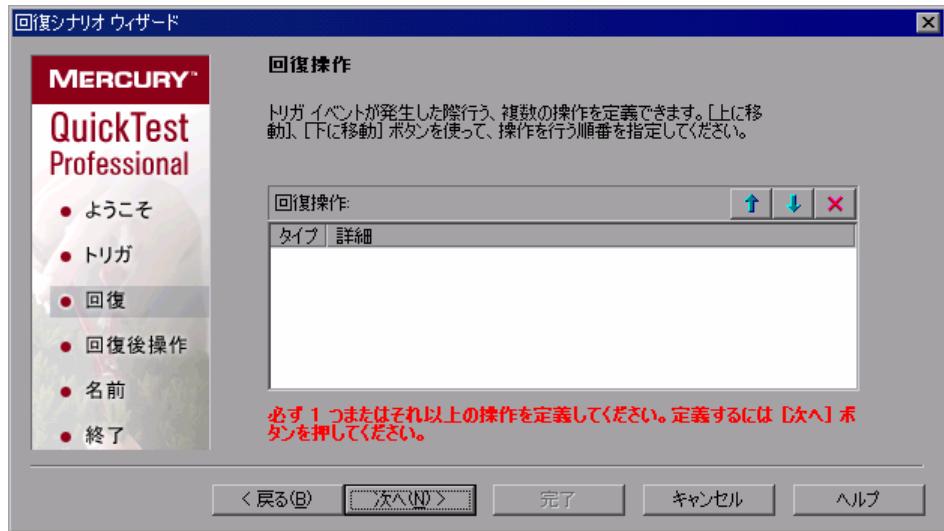 回復シナリオ ウィザード
MERCURY™
QuickTest
Professional
ようこそ
トリガ
回復
回復後操作
名前
終了
回復操作
トリガ イベントが発生した際行う、複数の操作を定義できます。[上に移
動]、[下に移動] ボタンを使って、操作を行う順番を指定してください。
回復操作:
タイプ 詳細
必ず 1 つまたはそれ以上の操作を定義してください。定義するには [次へ] ボ
タンを押してください。
< 戻る(B) 次へ(N) > 完了 キャンセル ヘルプ